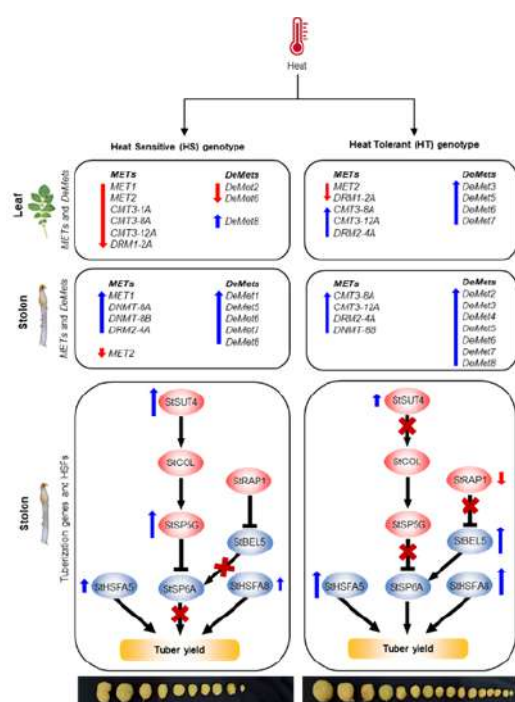 Heat
Heat Sensitive (HS) genotype
Heat Tolerant (HT) genotype
Leaf
METs and DeMets
METs
MET1
MET2
CMT3-1A
CMT3-8A
CMT3-12A
DRM1-2A
DeMets
DeMet2
DeMet6
DeMet8
METs
MET2
DRM1-2A
CMT3-8A
CMT3-12A
DRM2-4A
DeMets
DeMet3
DeMet5
DeMet6
DeMet7
Stolon
METs and DeMets
METs
MET1
DNMT-6A
DNMT-8B
DRM2-4A
MET2
DeMets
DeMet1
DeMet5
DeMet6
DeMet7
DeMet8
METs
CMT3-8A
CMT3-12A
DRM2-4A
DeMets
DeMet2
DeMet3
DeMet4
DeMet5
DeMet6
DeMet7
DeMet8
Stolon
Tuberization genes and HSFs
StSUT4
StCOL
StRAP1
StSP5G
StBEL5
StHSFA5
StSP6A
StHSFA8
Tuber yield
StSUT4
StCOL
StRAP1
StSP5G
StBEL5
StHSFA5
StSP6A
StHSFA8
Tuber yield